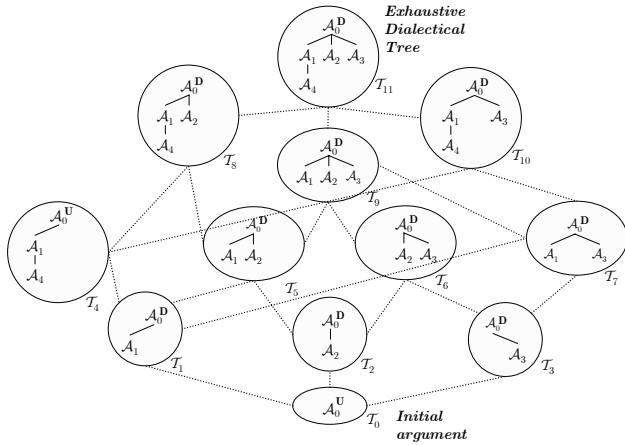 Exhaustive
Dialectical
Tree
𝒜₀ᴰ
𝒜₁ 𝒜₂ 𝒜₃
𝒜₄
𝒯₁₁
𝒜₀ᴰ
𝒜₁ 𝒜₂
𝒜₄
𝒯₈
𝒜₀ᴰ
𝒜₁ 𝒜₃
𝒜₄
𝒯₁₀
𝒜₀ᴰ
𝒜₁ 𝒜₂ 𝒜₃
𝒯₉
𝒜₀ᵁ
𝒜₁
𝒜₄
𝒯₄
𝒜₀ᴰ
𝒜₁ 𝒜₂
𝒯₅
𝒜₀ᴰ
𝒜₂ 𝒜₃
𝒯₆
𝒜₀ᴰ
𝒜₁ 𝒜₃
𝒯₇
𝒜₀ᴰ
𝒜₁
𝒯₁
𝒜₀ᴰ
𝒜₂
𝒯₂
𝒜₀ᴰ
𝒜₃
𝒯₃
𝒜₀ᵁ
𝒯₀
Initial
argument